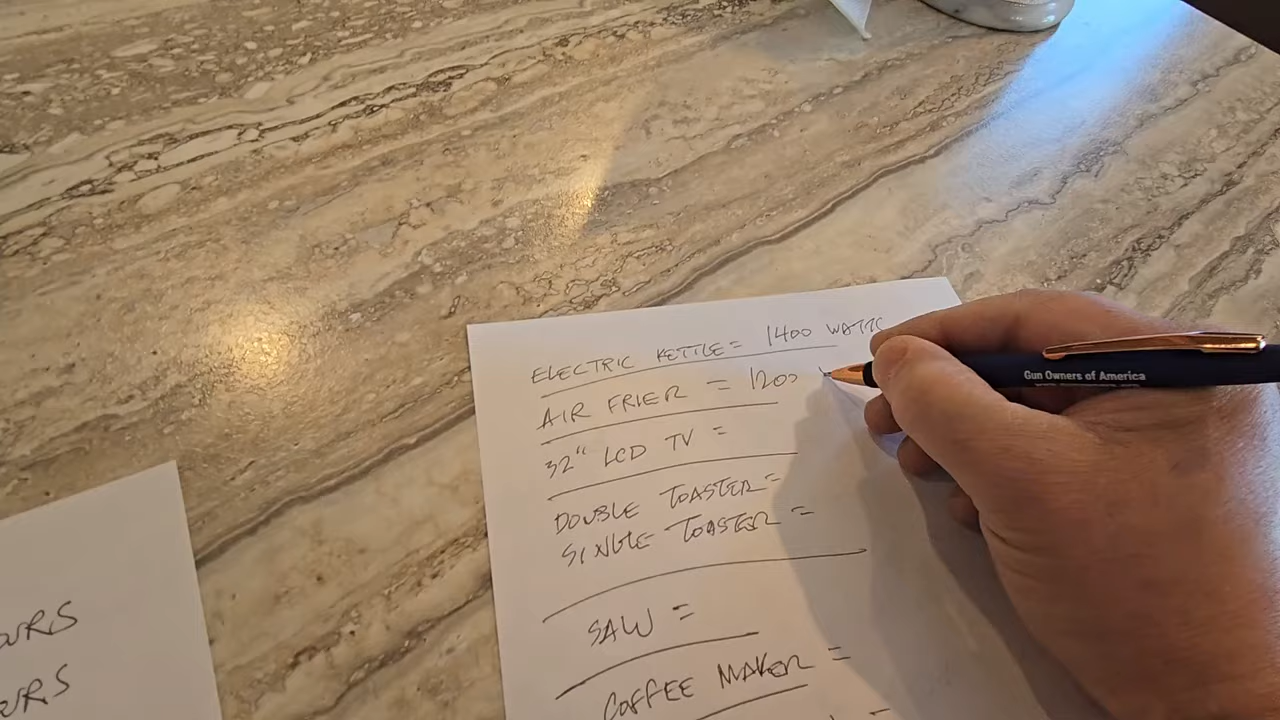 ELECTRIC KETTLE = 1400 WATTS
AIR FRIER = 1200
32" LCD TV =
DOUBLE TOASTER =
SINGLE TOASTER =
SAW =
COFFEE MAKER =
Gun Owners of America